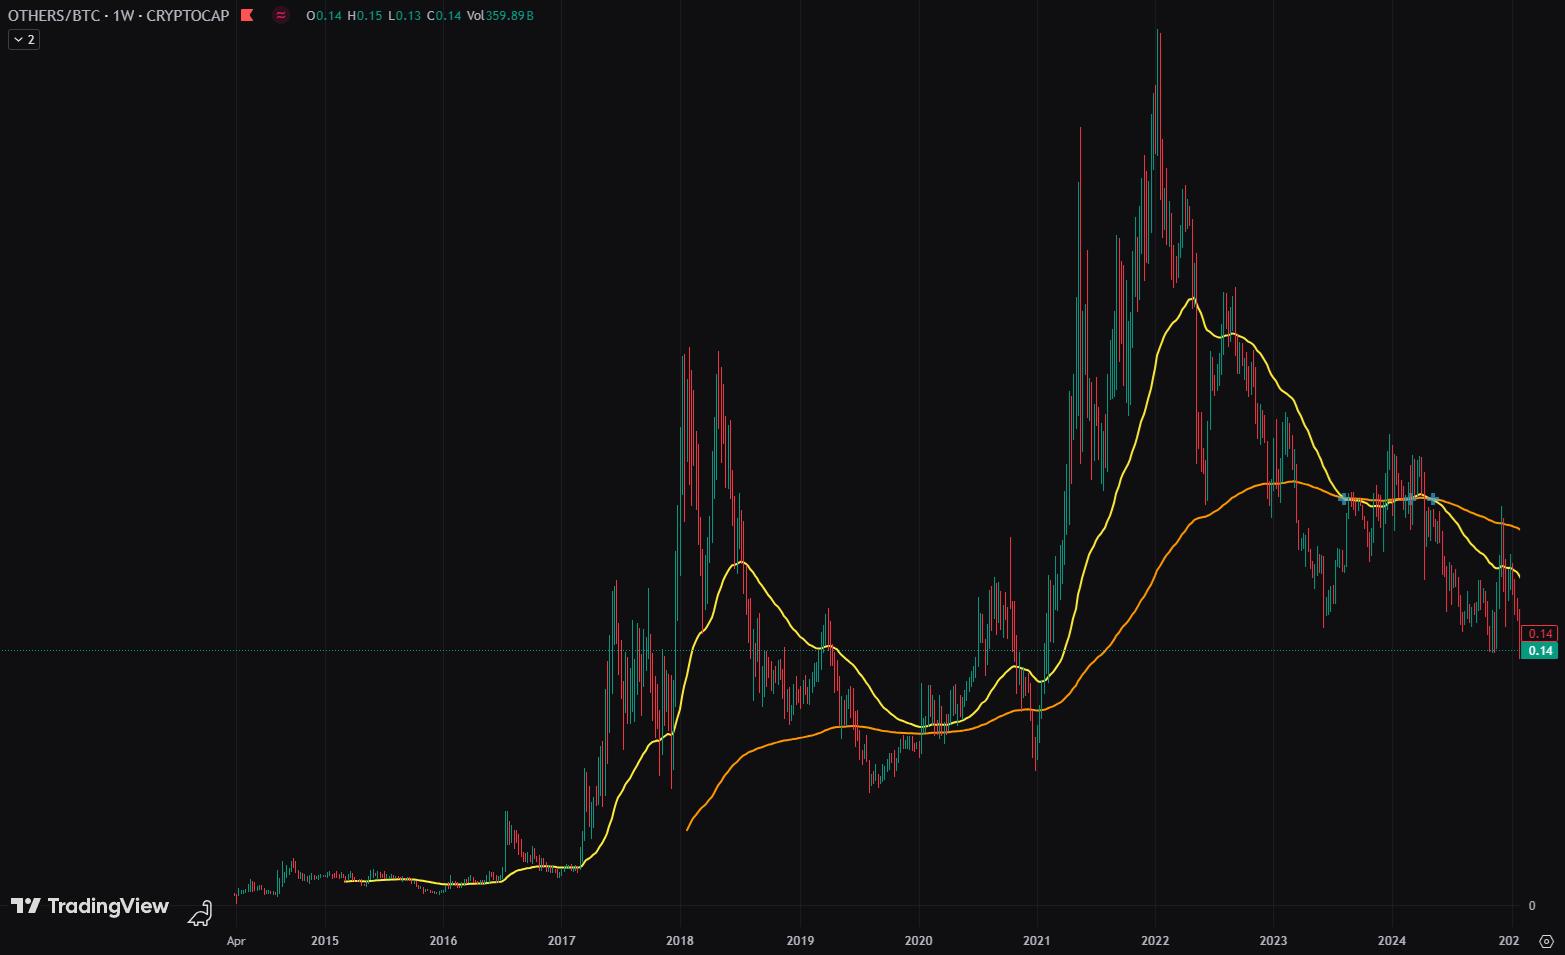 OTHERS/BTC · 1W · CRYPTOCAP O0.14 H0.15 L0.13 C0.14 Vol359.89B
2
0.14
0.14
0
TradingView
Apr 2015 2016 2017 2018 2019 2020 2021 2022 2023 2024 202